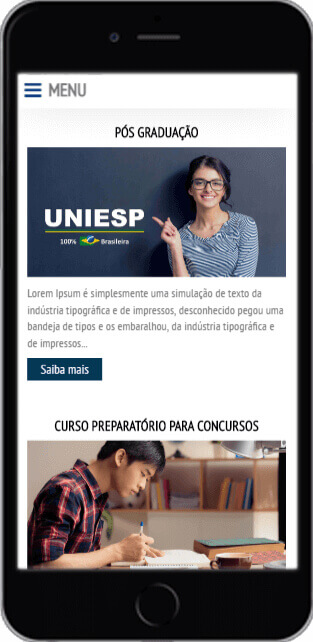 MENU
PÓS GRADUAÇÃO
UNIESP
100% Brasileira
Lorem Ipsum é simplesmente uma simulação de texto da
indústria tipográfica e de impressos, desconhecido pegou uma
bandeja de tipos e os embaralhou, da indústria tipográfica e
de impressos...
Saiba mais
CURSO PREPARATÓRIO PARA CONCURSOS